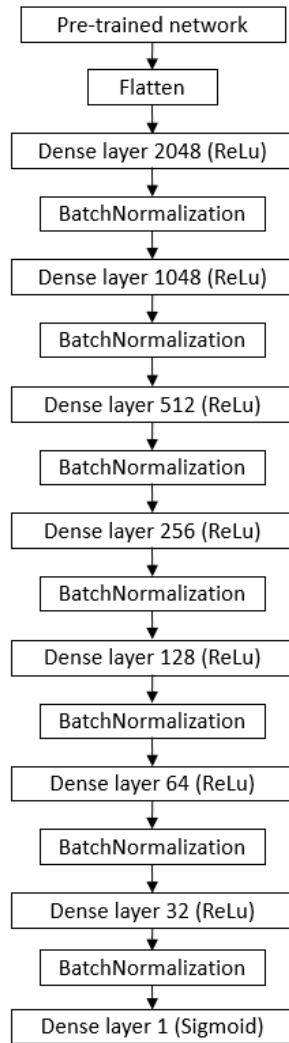 Pre-trained network
Flatten
Dense layer 2048 (ReLu)
BatchNormalization
Dense layer 1048 (ReLu)
BatchNormalization
Dense layer 512 (ReLu)
BatchNormalization
Dense layer 256 (ReLu)
BatchNormalization
Dense layer 128 (ReLu)
BatchNormalization
Dense layer 64 (ReLu)
BatchNormalization
Dense layer 32 (ReLu)
BatchNormalization
Dense layer 1 (Sigmoid)